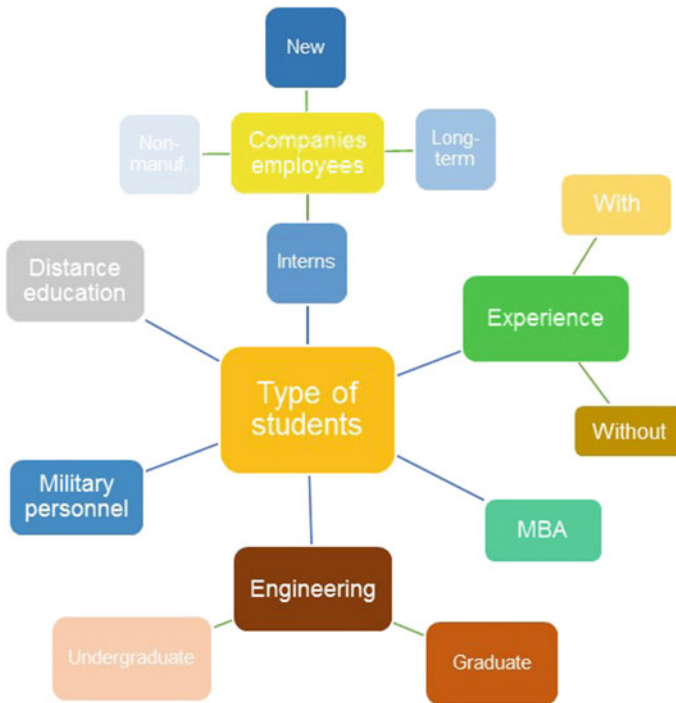 New
Non-
manuf.
Companies
employees
Long-
term
With
Distance
education
Interns
Experience
Type of
students
Without
Military
personnel
MBA
Engineering
Undergraduate
Graduate